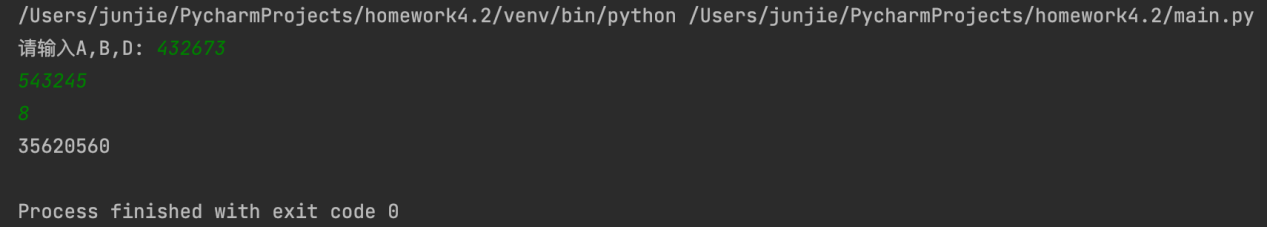 /Users/junjie/PycharmProjects/homework4.2/venv/bin/python /Users/junjie/PycharmProjects/homework4.2/main.py
请输入A,B,D: 432673
543245
8
35620560
Process finished with exit code 0